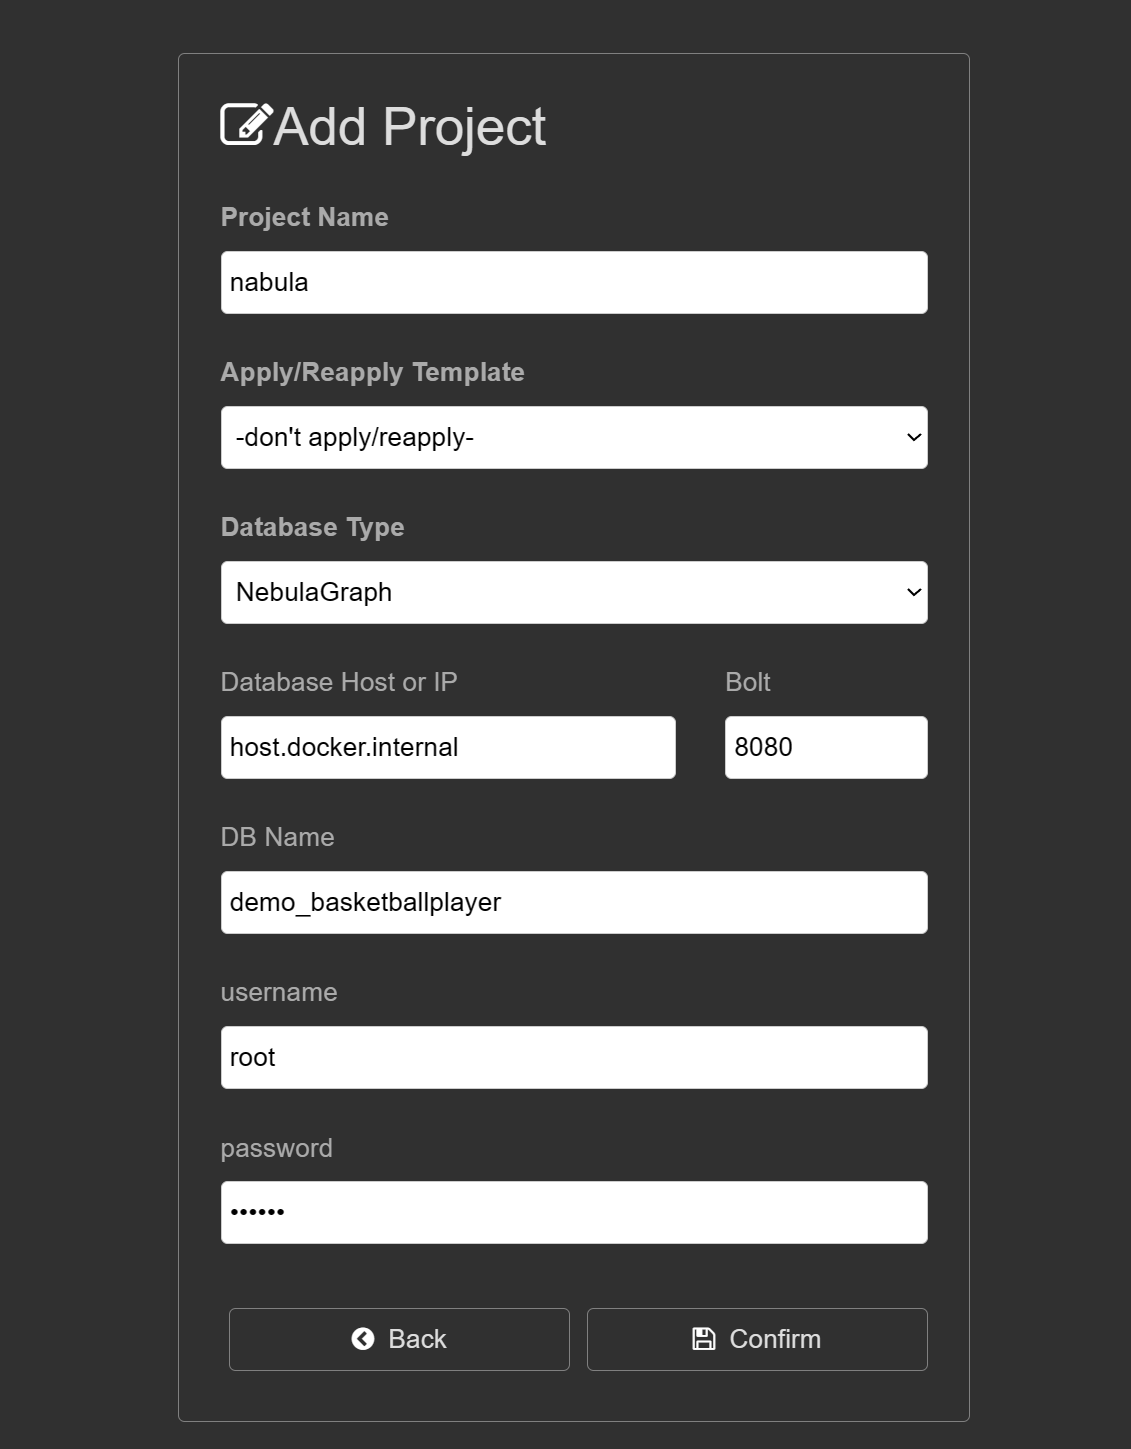 Add Project
Project Name
nabula
Apply/Reapply Template
-don't apply/reapply-
Database Type
NebulaGraph
Database Host or IP
Bolt
host.docker.internal
8080
DB Name
demo_basketballplayer
username
root
password
••••••
Back
Confirm